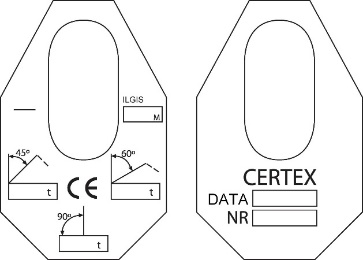 ILGIS
M
45º
60º
t
CE
t
90º
t
CERTEX
DATA
NR